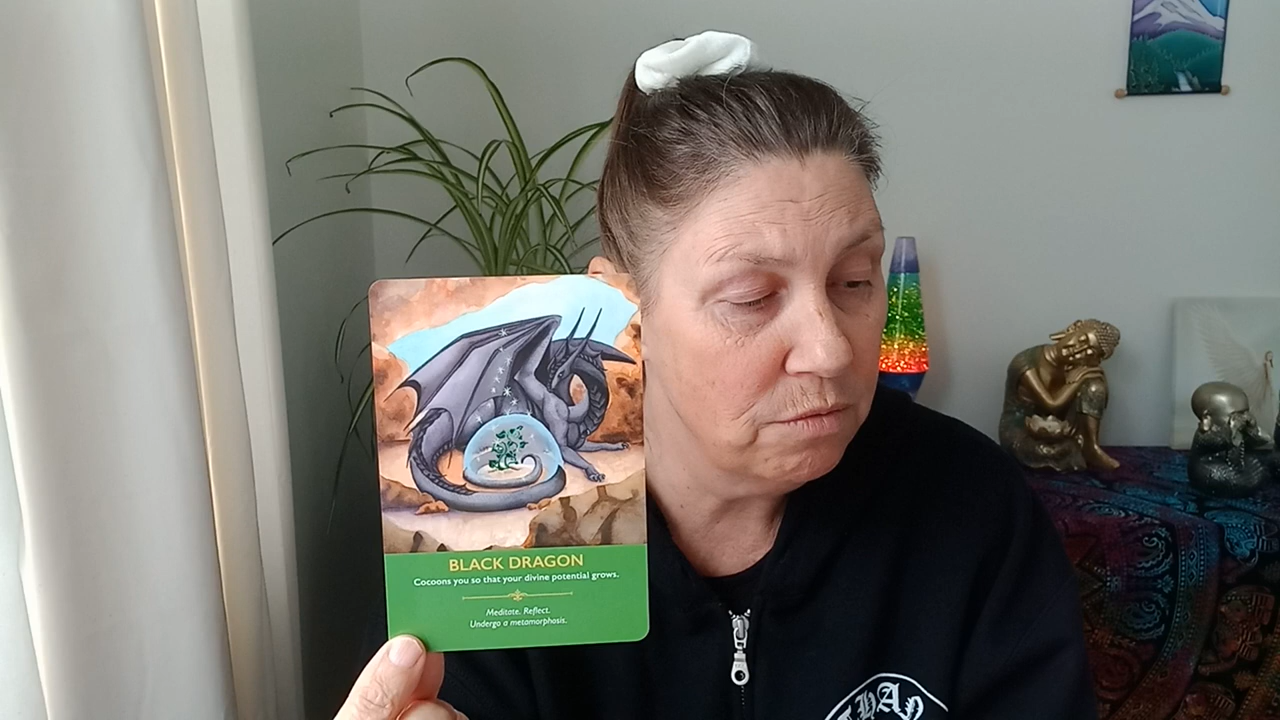 BLACK DRAGON
Cocoons you so that your divine potential grows.
Meditate. Reflect.
Undergo a metamorphosis.